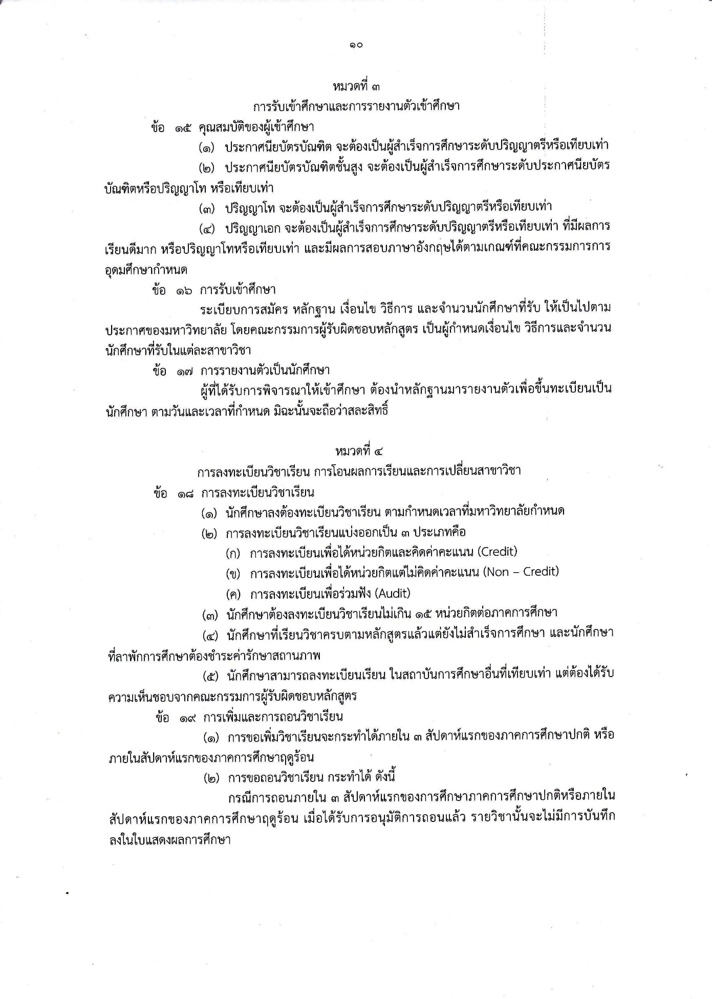 ๑๐
หมวดที่ ๓
การรับเข้าศึกษาและการรายงานตัวเข้าศึกษา
ข้อ ๑๕ คุณสมบัติของผู้เข้าศึกษา
(๑) ประกาศนียบัตรบัณฑิต จะต้องเป็นผู้สำเร็จการศึกษาระดับปริญญาตรีหรือเทียบเท่า
(๒) ประกาศนียบัตรบัณฑิตชั้นสูง จะต้องเป็นผู้สำเร็จการศึกษาระดับประกาศนียบัตร
บัณฑิตหรือปริญญาโท หรือเทียบเท่า
(๓) ปริญญาโท จะต้องเป็นผู้สำเร็จการศึกษาระดับปริญญาตรีหรือเทียบเท่า
(๔) ปริญญาเอก จะต้องเป็นผู้สำเร็จการศึกษาระดับปริญญาตรีหรือเทียบเท่า ที่มีผลการ
เรียนดีมาก หรือปริญญาโทหรือเทียบเท่า และมีผลการสอบภาษาอังกฤษได้ตามเกณฑ์ที่คณะกรรมการการ
อุดมศึกษากำหนด
ข้อ ๑๖ การรับเข้าศึกษา
ระเบียบการสมัคร หลักฐาน เงื่อนไข วิธีการ และจำนวนนักศึกษาที่รับ ให้เป็นไปตาม
ประกาศของมหาวิทยาลัย โดยคณะกรรมการผู้รับผิดชอบหลักสูตร เป็นผู้กำหนดเงื่อนไข วิธีการและจำนวน
นักศึกษาที่รับในแต่ละสาขาวิชา
ข้อ ๑๗ การรายงานตัวเป็นนักศึกษา
ผู้ที่ได้รับการพิจารณาให้เข้าศึกษา ต้องนำหลักฐานมารายงานตัวเพื่อขึ้นทะเบียนเป็น
นักศึกษา ตามวันและเวลาที่กำหนด มิฉะนั้นจะถือว่าสละสิทธิ์
หมวดที่ ๔
การลงทะเบียนวิชาเรียน การโอนผลการเรียนและการเปลี่ยนสาขาวิชา
ข้อ ๑๘ การลงทะเบียนวิชาเรียน
(๑) นักศึกษาลงต้องทะเบียนวิชาเรียน ตามกำหนดเวลาที่มหาวิทยาลัยกำหนด
(๒) การลงทะเบียนวิชาเรียนแบ่งออกเป็น ๓ ประเภทคือ
(ก) การลงทะเบียนเพื่อได้หน่วยกิตและคิดค่าคะแนน (Credit)
(ข) การลงทะเบียนเพื่อได้หน่วยกิตแต่ไม่คิดค่าคะแนน (Non – Credit)
(ค) การลงทะเบียนเพื่อร่วมฟัง (Audit)
(๓) นักศึกษาต้องลงทะเบียนวิชาเรียนไม่เกิน ๑๕ หน่วยกิตต่อภาคการศึกษา
(๔) นักศึกษาที่เรียนวิชาครบตามหลักสูตรแล้วแต่ยังไม่สำเร็จการศึกษา และนักศึกษา
ที่ลาพักการศึกษาต้องชำระค่ารักษาสถานภาพ
(๕) นักศึกษาสามารถลงทะเบียนเรียน ในสถาบันการศึกษาอื่นที่เทียบเท่า แต่ต้องได้รับ
ความเห็นชอบจากคณะกรรมการผู้รับผิดชอบหลักสูตร
ข้อ ๑๙ การเพิ่มและการถอนวิชาเรียน
(๑) การขอเพิ่มวิชาเรียนจะกระทำได้ภายใน ๓ สัปดาห์แรกของภาคการศึกษาปกติ หรือ
ภายในสัปดาห์แรกของภาคการศึกษาฤดูร้อน
(๒) การขอถอนวิชาเรียน กระทำได้ ดังนี้
กรณีการถอนภายใน ๓ สัปดาห์แรกของการศึกษาภาคการศึกษาปกติหรือภายใน
สัปดาห์แรกของภาคการศึกษาฤดูร้อน เมื่อได้รับการอนุมัติการถอนแล้ว รายวิชานั้นจะไม่มีการบันทึก
ลงในใบแสดงผลการศึกษา